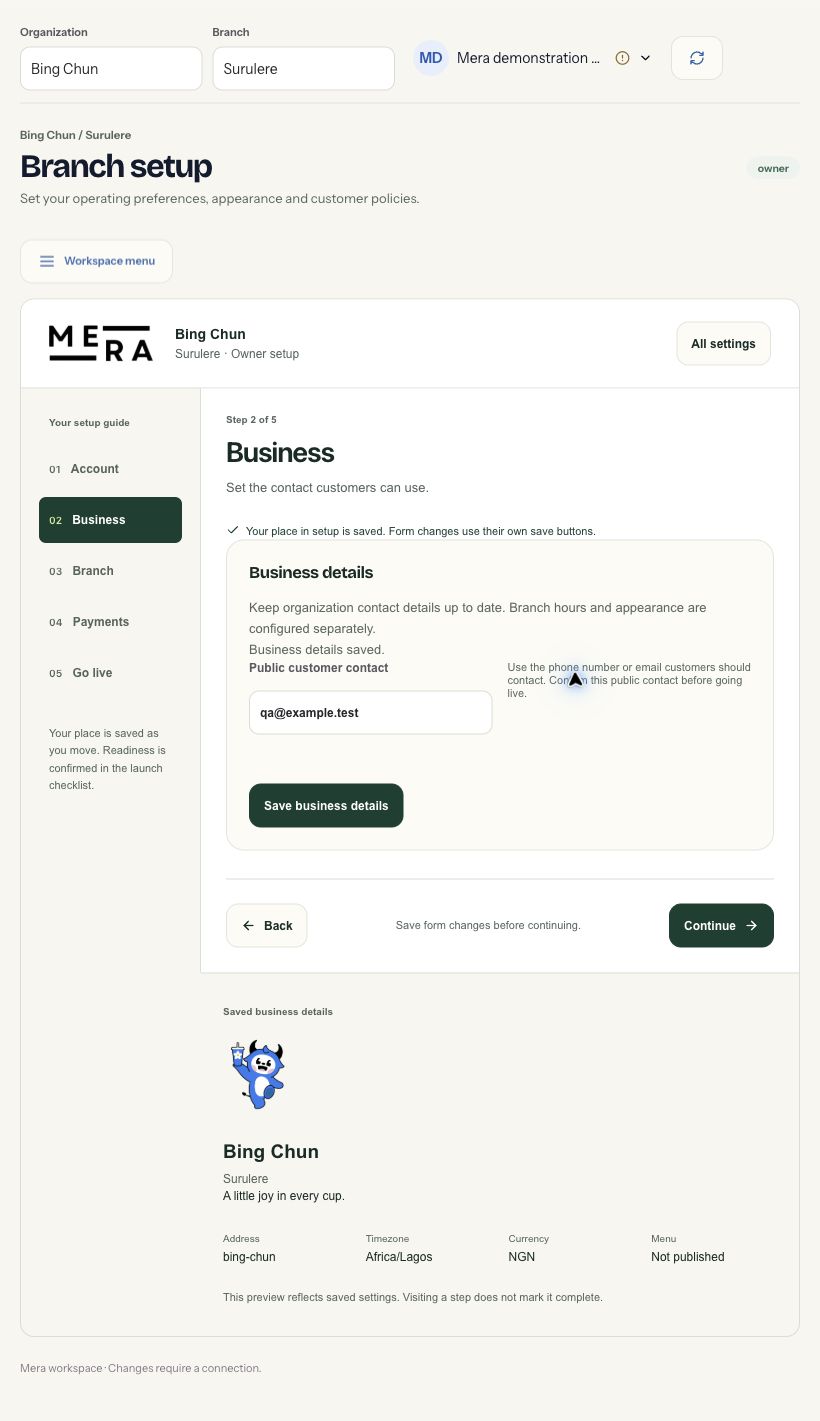 Organization
Branch
Bing Chun
Surulere
MD
Mera demonstration ...
Bing Chun / Surulere
Branch setup
owner
Set your operating preferences, appearance and customer policies.
Workspace menu
MERA
Bing Chun
Surulere · Owner setup
All settings
Your setup guide
01 Account
02 Business
03 Branch
04 Payments
05 Go live
Your place is saved as
you move. Readiness is
confirmed in the launch
checklist.
Step 2 of 5
Business
Set the contact customers can use.
Your place in setup is saved. Form changes use their own save buttons.
Business details
Keep organization contact details up to date. Branch hours and appearance are
configured separately.
Business details saved.
Public customer contact
qa@example.test
Use the phone number or email customers should
contact. Confirm this public contact before going
live.
Save business details
Back
Save form changes before continuing.
Continue
Saved business details
Bing Chun
Surulere
A little joy in every cup.
Address
bing-chun
Timezone
Africa/Lagos
Currency
NGN
Menu
Not published
This preview reflects saved settings. Visiting a step does not mark it complete.
Mera workspace · Changes require a connection.